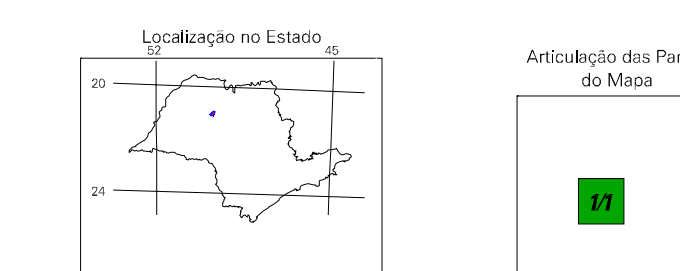 Localização no Estado
52
45
20
24
Articulação das Par
do Mapa
1/1